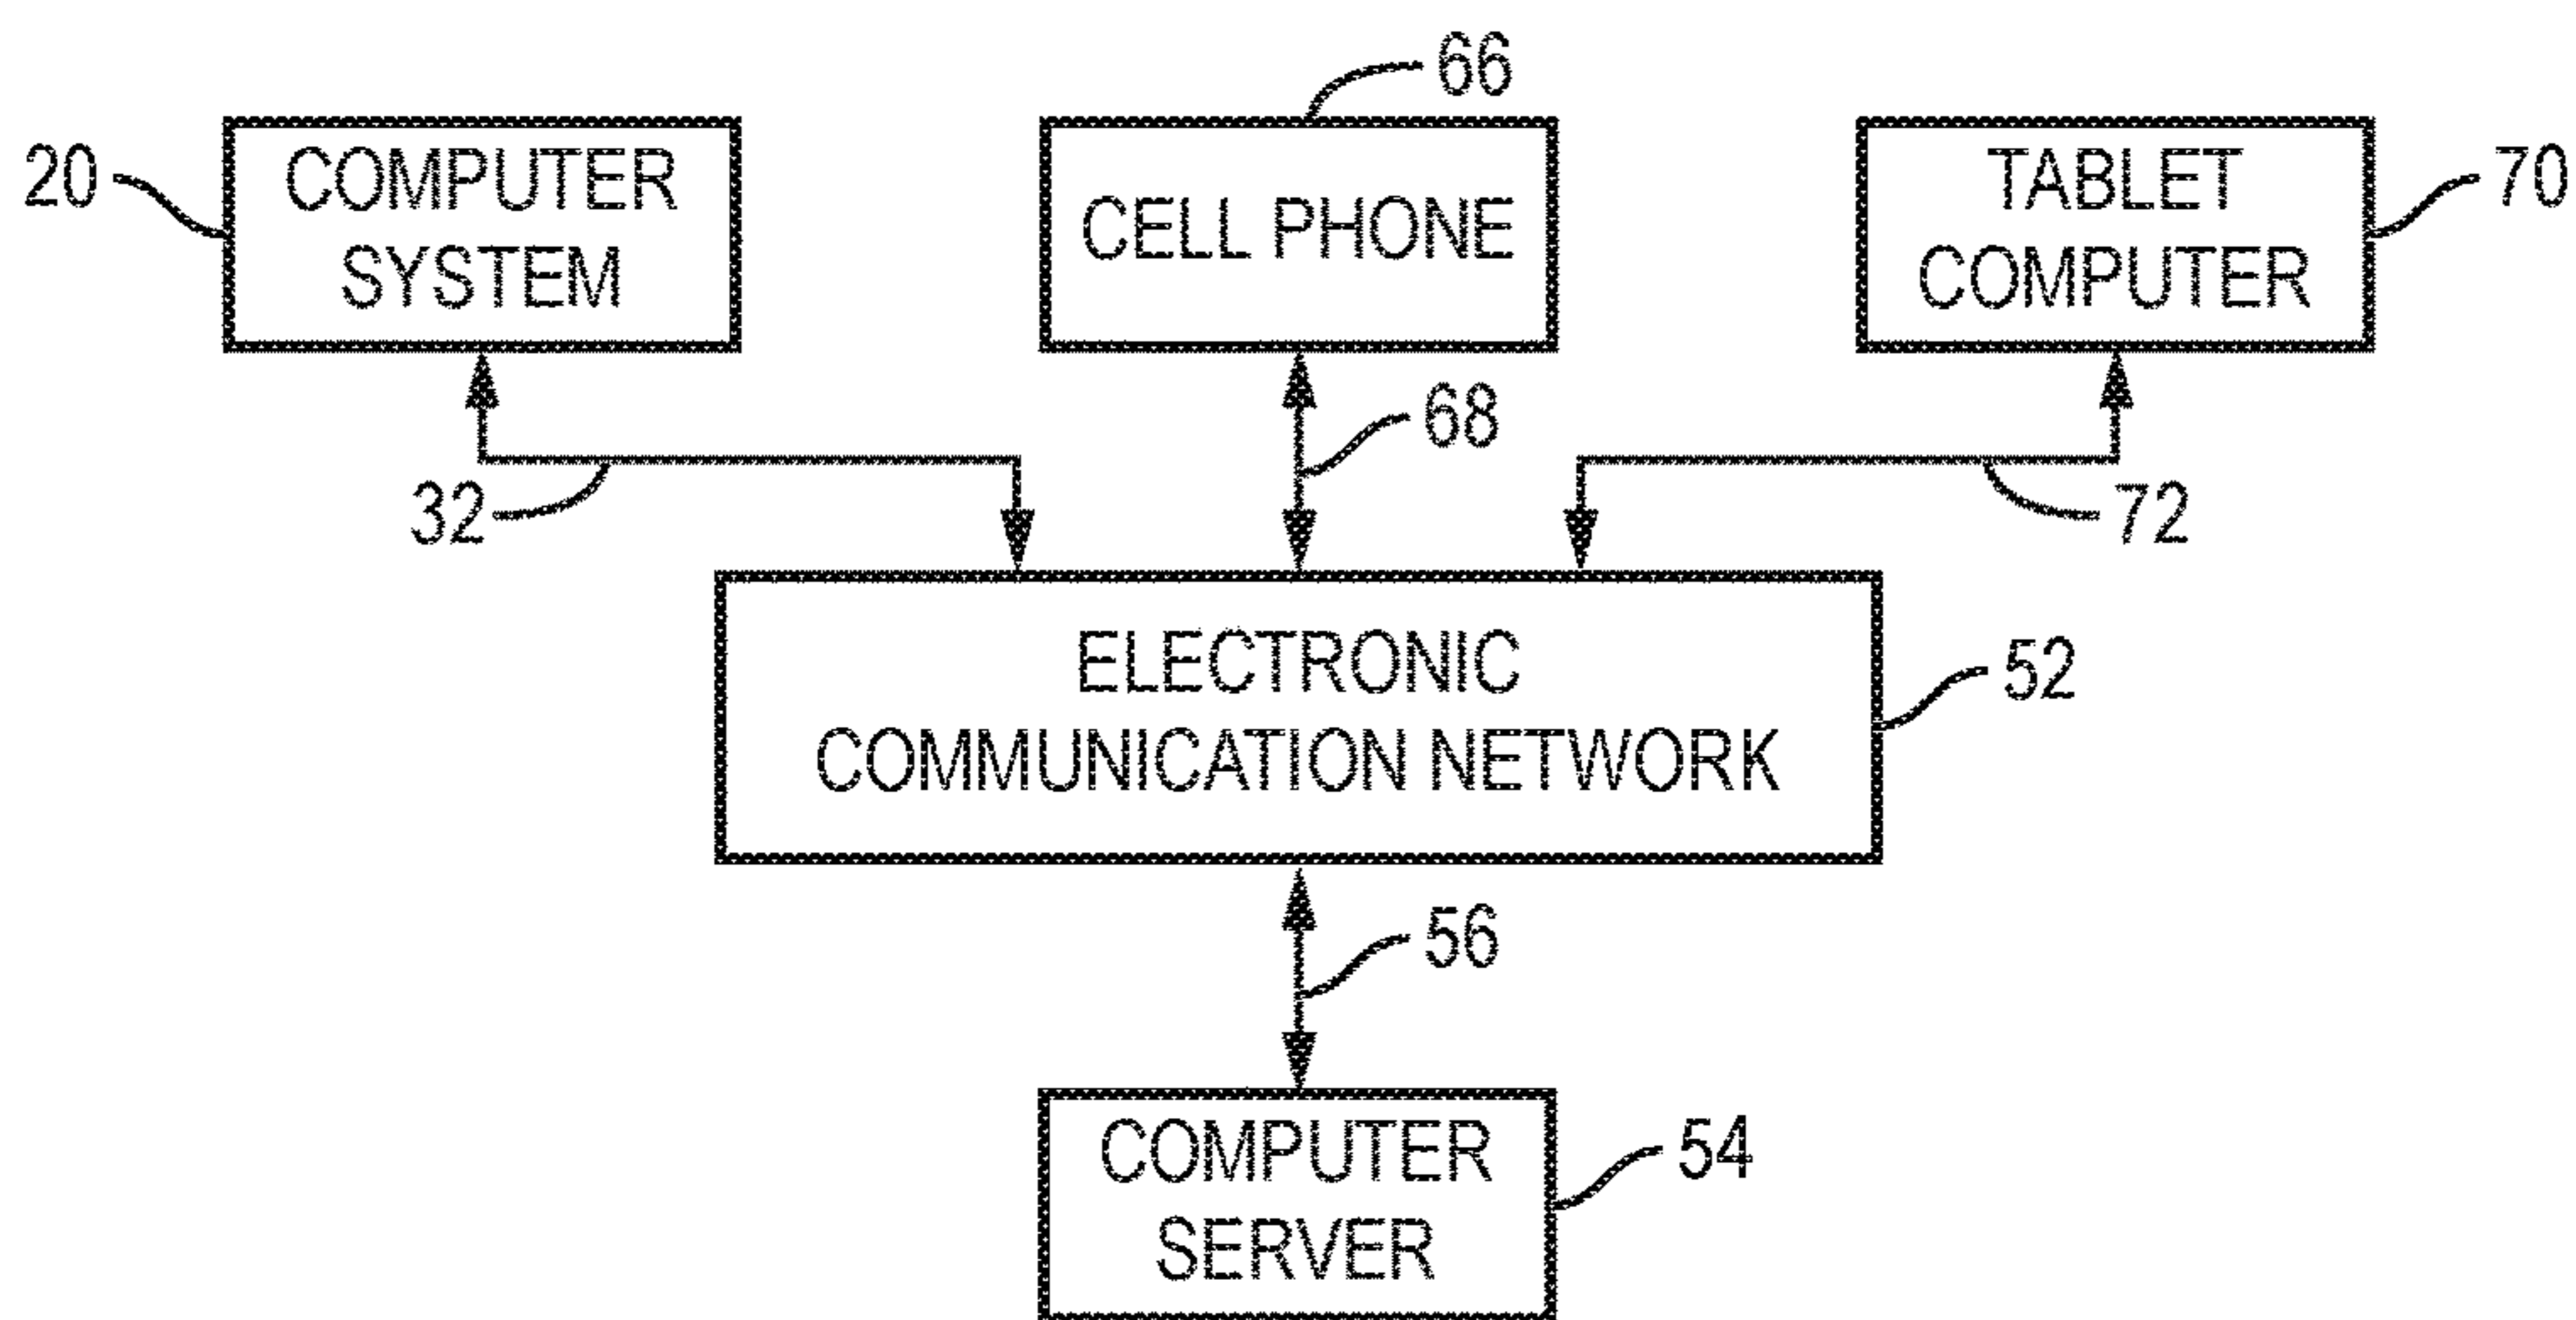 66
20
COMPUTER
SYSTEM
CELL PHONE
TABLET
COMPUTER
70
68
32
72
ELECTRONIC
COMMUNICATION NETWORK
52
56
COMPUTER
SERVER
54